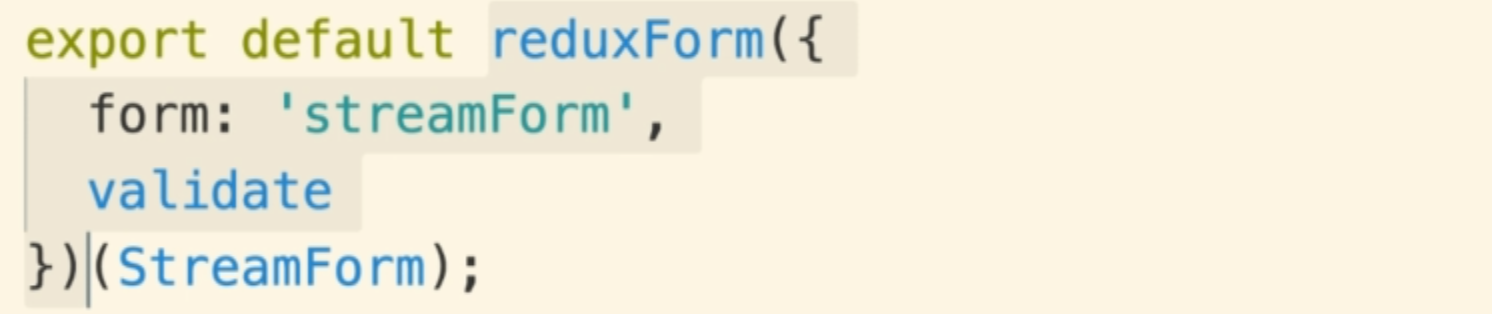 export default reduxForm({
  form: 'streamForm',
  validate
})(StreamForm);